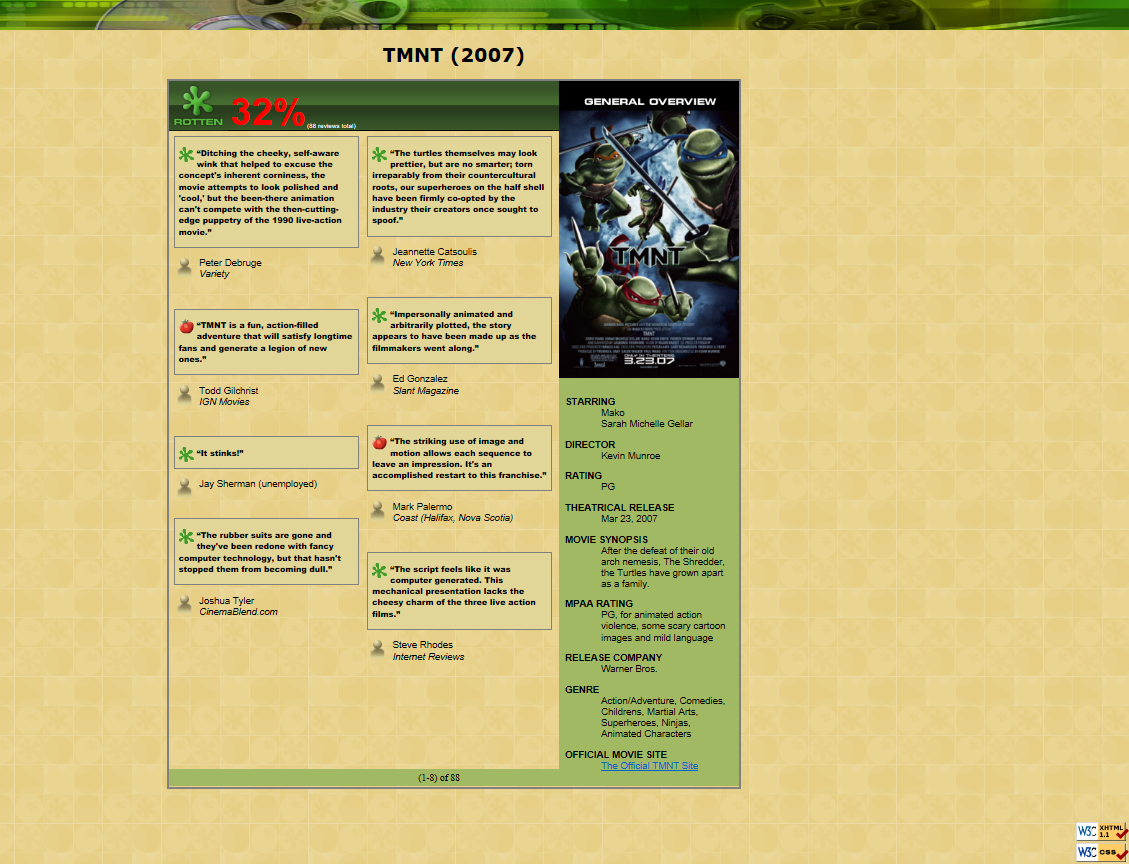 TMNT (2007)
ROTTEN
32%
(88 reviews total)
“Ditching the cheeky, self-aware
wink that helped to excuse the
concept's inherent corniness, the
movie attempts to look polished and
'cool,' but the been-there animation
can't compete with the then-cutting-
edge puppetry of the 1990 live-action
movie.”
Peter Debruge
Variety
“TMNT is a fun, action-filled
adventure that will satisfy longtime
fans and generate a legion of new
ones.”
Todd Gilchrist
IGN Movies
“It stinks!”
Jay Sherman (unemployed)
“The rubber suits are gone and
they've been redone with fancy
computer technology, but that hasn't
stopped them from becoming dull.”
Joshua Tyler
CinemaBlend.com
“The turtles themselves may look
prettier, but are no smarter; torn
irreparably from their countercultural
roots, our superheroes on the half shell
have been firmly co-opted by the
industry their creators once sought to
spoof.”
Jeannette Catsoulis
New York Times
“Impersonally animated and
arbitrarily plotted, the story
appears to have been made up as the
filmmakers went along.”
Ed Gonzalez
Slant Magazine
“The striking use of image and
motion allows each sequence to
leave an impression. It's an
accomplished restart to this franchise.”
Mark Palermo
Coast (Halifax, Nova Scotia)
“The script feels like it was
computer generated. This
mechanical presentation lacks the
cheesy charm of the three live action
films.”
Steve Rhodes
Internet Reviews
GENERAL OVERVIEW
TMNT
TMNT
3.23.07
STARRING
Mako
Sarah Michelle Gellar
DIRECTOR
Kevin Munroe
RATING
PG
THEATRICAL RELEASE
Mar 23, 2007
MOVIE SYNOPSIS
After the defeat of their old
arch nemesis, The Shredder,
the Turtles have grown apart
as a family.
MPAA RATING
PG, for animated action
violence, some scary cartoon
images and mild language
RELEASE COMPANY
Warner Bros.
GENRE
Action/Adventure, Comedies,
Childrens, Martial Arts,
Superheroes, Ninjas,
Animated Characters
OFFICIAL MOVIE SITE
The Official TMNT Site
(1-8) of 88
W3C XHTML
1.1
W3C css